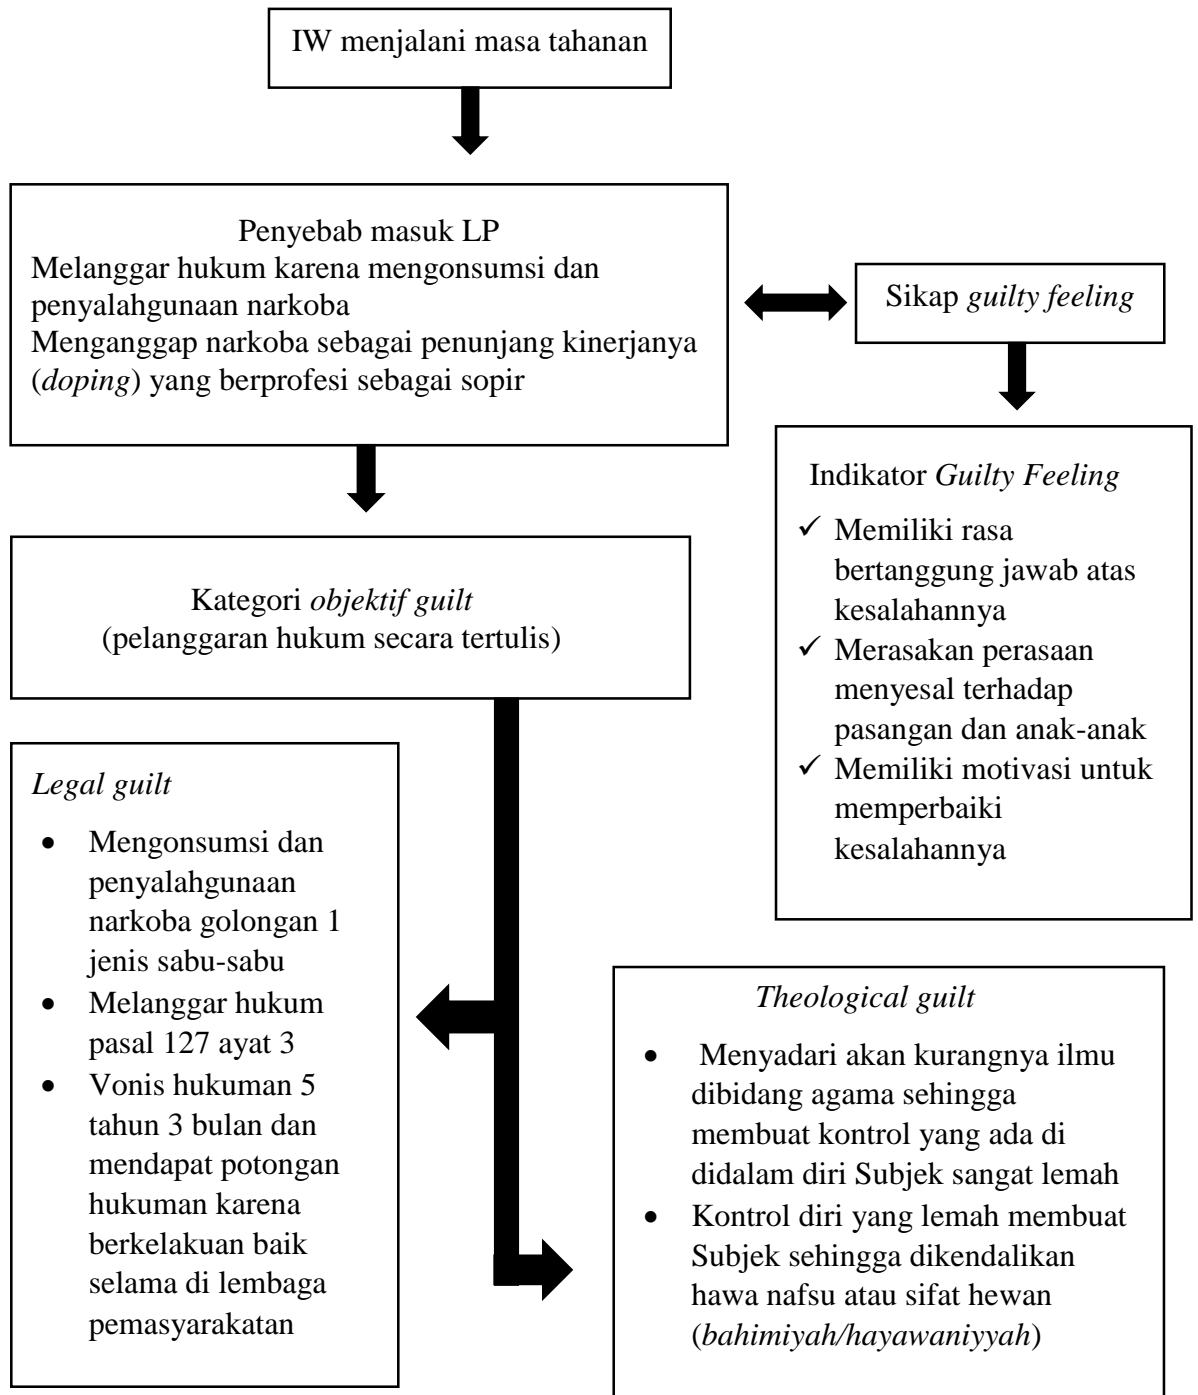 IW menjalani masa tahanan
Penyebab masuk LP
Melanggar hukum karena mengonsumsi dan
penyalahgunaan narkoba
Menganggap narkoba sebagai penunjang kinerjanya
(doping) yang berprofesi sebagai sopir
Sikap guilty feeling
Indikator Guilty Feeling
✓ Memiliki rasa
bertanggung jawab atas
kesalahannya
✓ Merasakan perasaan
menyesal terhadap
pasangan dan anak-anak
✓ Memiliki motivasi untuk
memperbaiki
kesalahannya
Kategori objektif guilt
(pelanggaran hukum secara tertulis)
Legal guilt
• Mengonsumsi dan
penyalahgunaan
narkoba golongan 1
jenis sabu-sabu
• Melanggar hukum
pasal 127 ayat 3
• Vonis hukuman 5
tahun 3 bulan dan
mendapat potongan
hukuman karena
berkelakuan baik
selama di lembaga
pemasyarakatan
Theological guilt
• Menyadari akan kurangnya ilmu
dibidang agama sehingga
membuat kontrol yang ada di
didalam diri Subjek sangat lemah
• Kontrol diri yang lemah membuat
Subjek sehingga dikendalikan
hawa nafsu atau sifat hewan
(bahimiyah/hayawaniyyah)